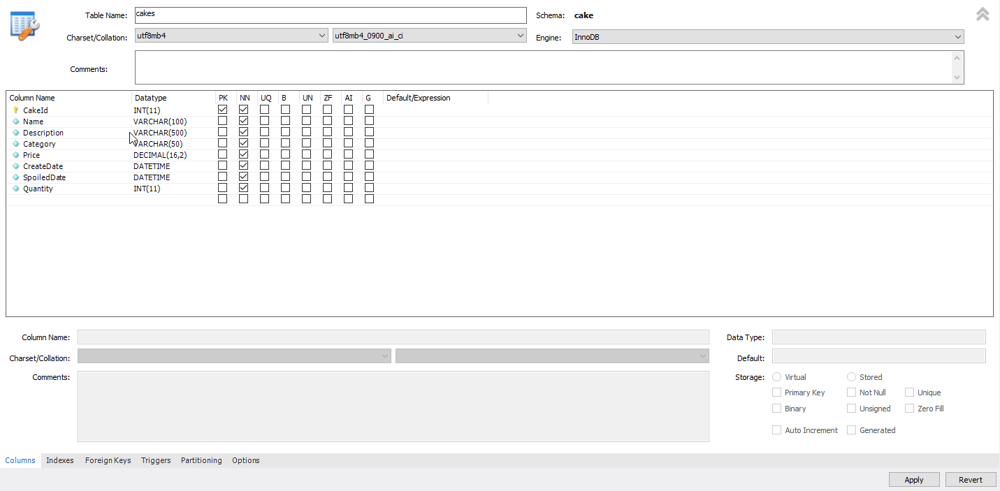 Table Name: cakes Schema: cake
Charset/Collation: utf8mb4 utf8mb4_0900_ai_ci Engine: InnoDB
Comments:
Column Name Datatype PK NN UQ B UN ZF AI G Default/Expression
CakeId INT(11)
Name VARCHAR(100)
Description VARCHAR(500)
Category VARCHAR(50)
Price DECIMAL(16,2)
CreateDate DATETIME
SpoiledDate DATETIME
Quantity INT(11)
Column Name: Data Type:
Charset/Collation: Default:
Comments: Storage: Virtual Stored
Primary Key Not Null Unique
Binary Unsigned Zero Fill
Auto Increment Generated
Columns Indexes Foreign Keys Triggers Partitioning Options
Apply Revert